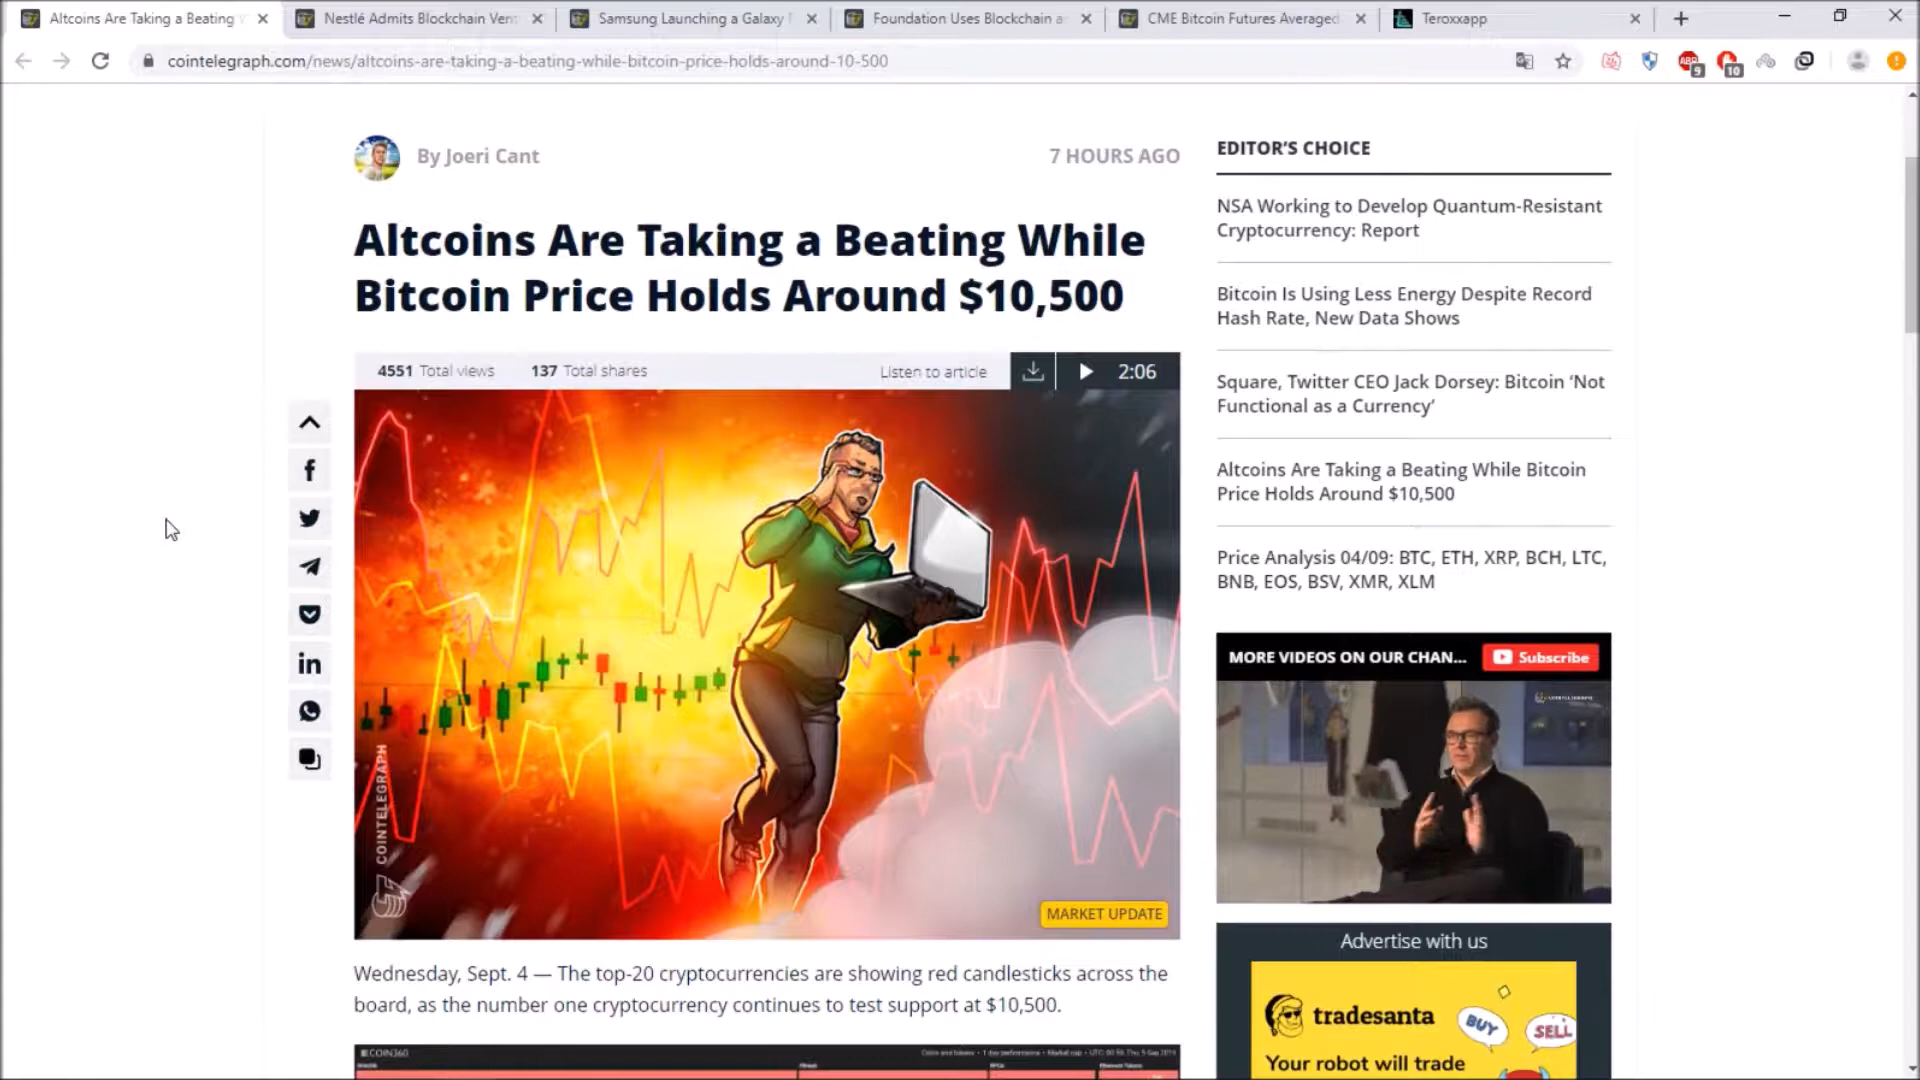 Altcoins Are Taking a Beating
Nestlé Admits Blockchain Ven
Samsung Launching a Galaxy
Foundation Uses Blockchain a
CME Bitcoin Futures Averaged
Teroxxapp
cointelegraph.com/news/altcoins-are-taking-a-beating-while-bitcoin-price-holds-around-10-500
ABP
9
10
By Joeri Cant
7 HOURS AGO
Altcoins Are Taking a Beating While
Bitcoin Price Holds Around $10,500
4551 Total views
137 Total shares
Listen to article
2:06
COINTELEGRAPH
MARKET UPDATE
Wednesday, Sept. 4 — The top-20 cryptocurrencies are showing red candlesticks across the
board, as the number one cryptocurrency continues to test support at $10,500.
COIN360
EDITOR'S CHOICE
NSA Working to Develop Quantum-Resistant
Cryptocurrency: Report
Bitcoin Is Using Less Energy Despite Record
Hash Rate, New Data Shows
Square, Twitter CEO Jack Dorsey: Bitcoin ‘Not
Functional as a Currency’
Altcoins Are Taking a Beating While Bitcoin
Price Holds Around $10,500
Price Analysis 04/09: BTC, ETH, XRP, BCH, LTC,
BNB, EOS, BSV, XMR, XLM
MORE VIDEOS ON OUR CHAN...
Subscribe
COINTELEGRAPH
Advertise with us
tradesanta
BUY
SELL
Your robot will trade